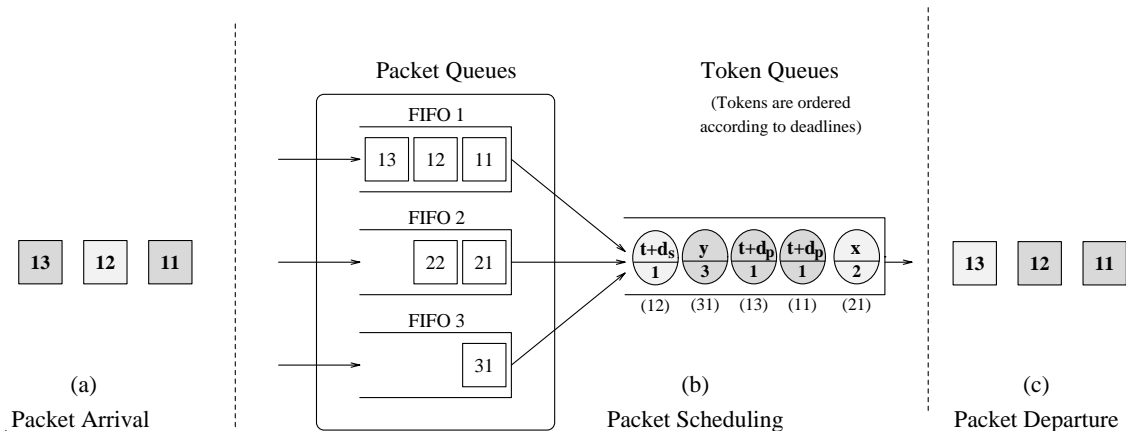 Packet Queues
Token Queues
(Tokens are ordered
according to deadlines)
FIFO 1
13 12 11
FIFO 2
22 21
FIFO 3
31
13 12 11
t+ds y t+dp t+dp x
1 3 1 1 2
(12) (31) (13) (11) (21)
13 12 11
(a)
Packet Arrival
(b)
Packet Scheduling
(c)
Packet Departure